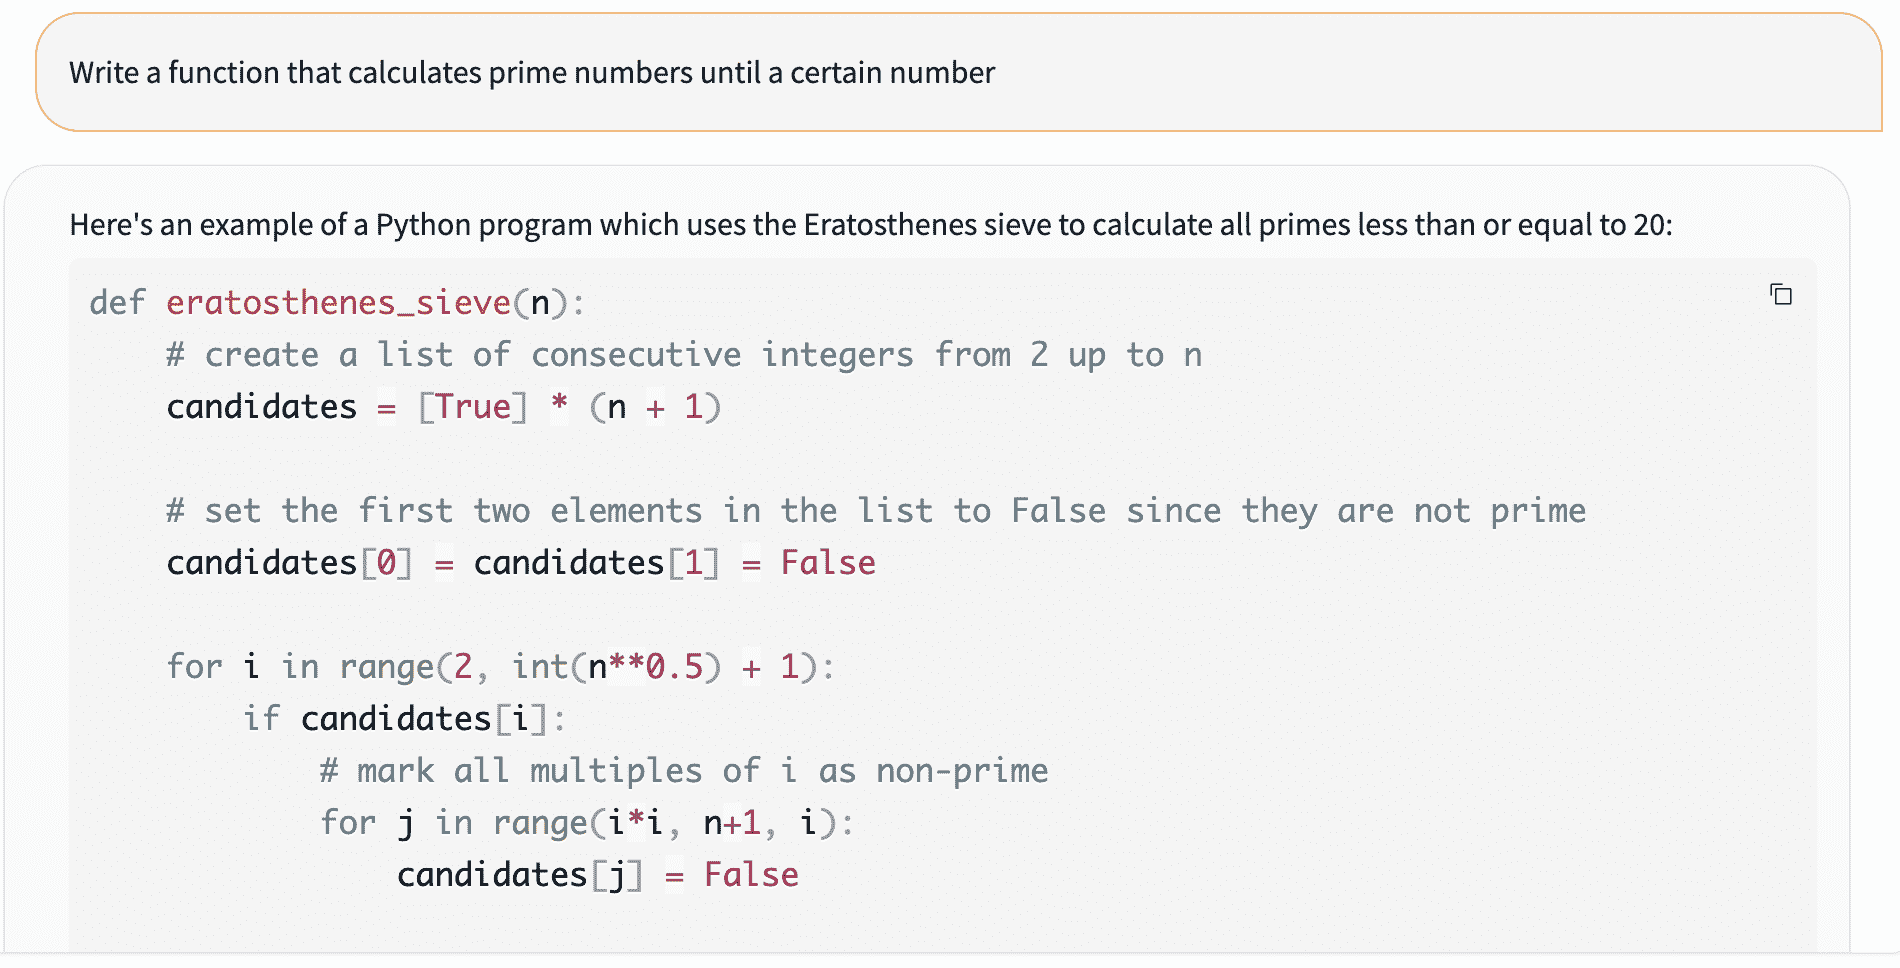 Write a function that calculates prime numbers until a certain number
Here's an example of a Python program which uses the Eratosthenes sieve to calculate all primes less than or equal to 20:
def eratosthenes_sieve(n):
    # create a list of consecutive integers from 2 up to n
    candidates = [True] * (n + 1)
    # set the first two elements in the list to False since they are not prime
    candidates[0] = candidates[1] = False
    for i in range(2, int(n**0.5) + 1):
        if candidates[i]:
            # mark all multiples of i as non-prime
            for j in range(i*i, n+1, i):
                candidates[j] = False